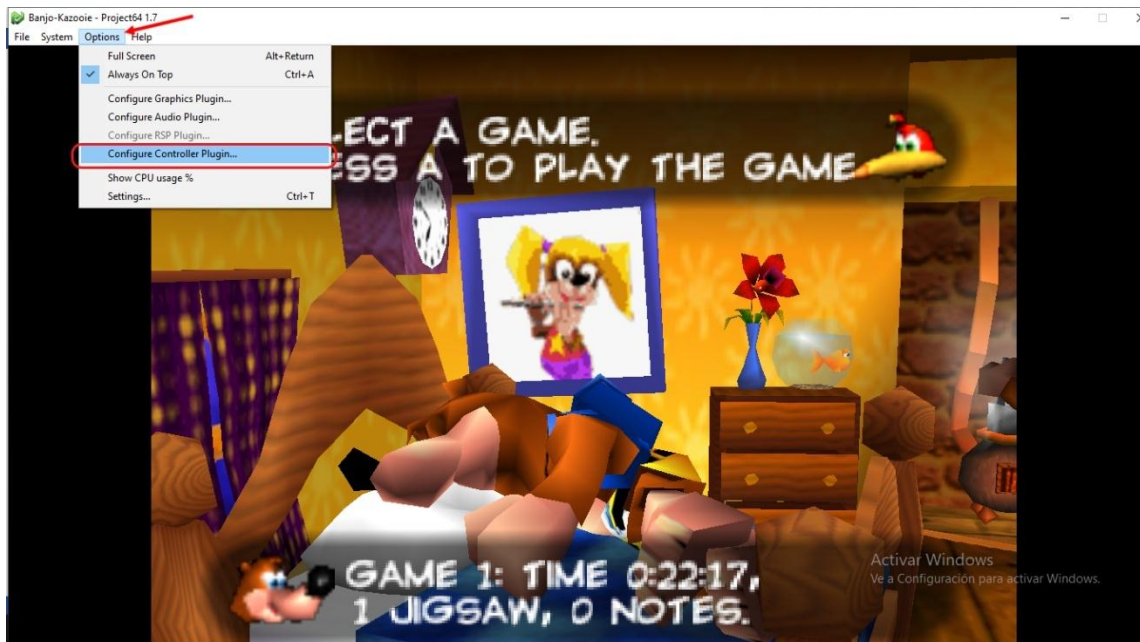 Banjo-Kazooie - Project64 1.7
File System Options Help
Full Screen Alt+Return
Always On Top Ctrl+A
Configure Graphics Plugin...
Configure Audio Plugin...
Configure RSP Plugin...
Configure Controller Plugin...
Show CPU usage %
Settings... Ctrl+T
LECT A GAME.
ESS A TO PLAY THE GAME
Activar Windows
Ve a Configuración para activar Windows.
GAME 1: TIME 0:22:17,
1 JIGSAW, 0 NOTES.